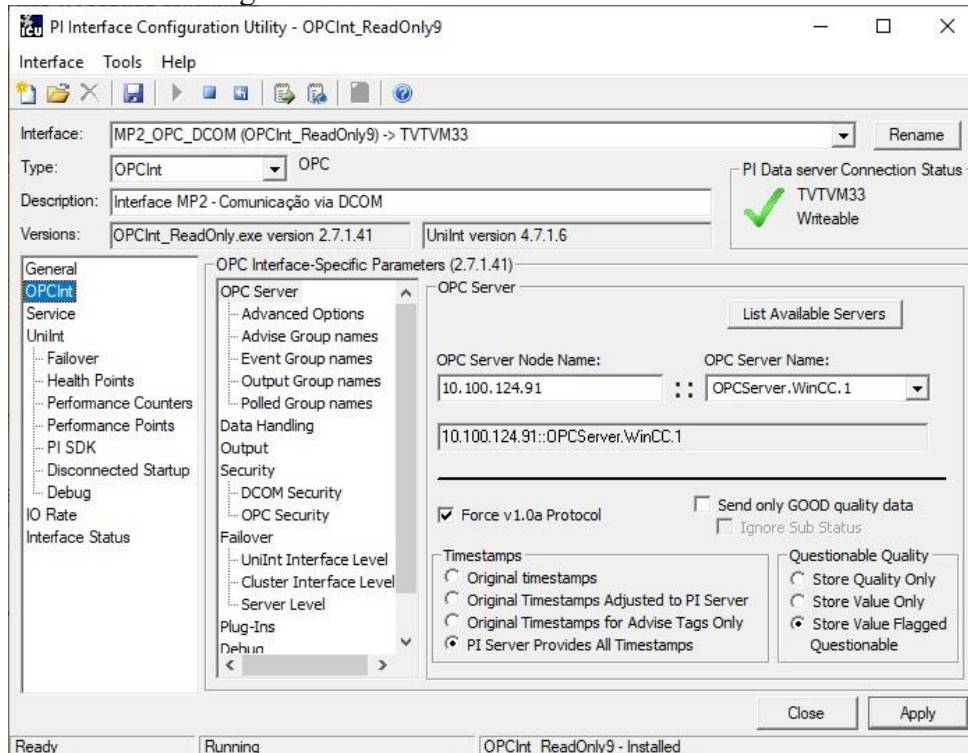 PI Interface Configuration Utility - OPCInt_ReadOnly9
Interface Tools Help
Interface: MP2_OPC_DCOM (OPCInt_ReadOnly9) -> TVTVM33 Rename
Type: OPCInt OPC
PI Data server Connection Status
TVTVM33
Writeable
Description: Interface MP2 - Comunicação via DCOM
Versions: OPCInt_ReadOnly.exe version 2.7.1.41 UniInt version 4.7.1.6
General
OPCInt
Service
UniInt
Failover
Health Points
Performance Counters
Performance Points
PI SDK
Disconnected Startup
Debug
IO Rate
Interface Status
OPC Interface-Specific Parameters (2.7.1.41)
OPC Server
Advanced Options
Advise Group names
Event Group names
Output Group names
Polled Group names
Data Handling
Output
Security
DCOM Security
OPC Security
Failover
UniInt Interface Level
Cluster Interface Level
Server Level
Plug-Ins
Debug
OPC Server
List Available Servers
OPC Server Node Name: OPC Server Name:
10.100.124.91 :: OPCServer.WinCC.1
10.100.124.91::OPCServer.WinCC.1
Force v1.0a Protocol
Send only GOOD quality data
Ignore Sub Status
Timestamps
Original timestamps
Original Timestamps Adjusted to PI Server
Original Timestamps for Advise Tags Only
PI Server Provides All Timestamps
Questionable Quality
Store Quality Only
Store Value Only
Store Value Flagged
Questionable
Close Apply
Ready Running OPCInt_ReadOnly9 - Installed